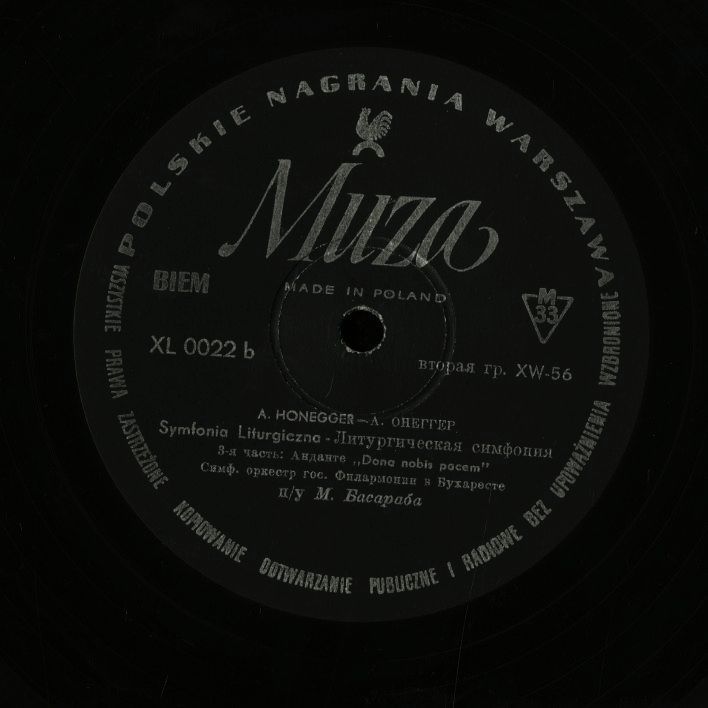 POLSKIE NAGRANIA WARSZAWA
Muza
BIEM
MADE IN POLAND
M
33
XL 0022 b
вторая гр. XW-56
A. HONEGGER — А. ОНЕГГЕР
Symfonia Liturgiczna - Литургическая симфония
3-я часть: Анданте „Dona nobis pacem"
Симф. оркестр гос. Филармонии в Бухаресте
п/у М. Басараба
WSZYSTKIE PRAWA ZASTRZEŻONE KOPIOWANIE ODTWARZANIE PUBLICZNE I RADIOWE BEZ UPOWAŻNIENIA WZBRONIONE